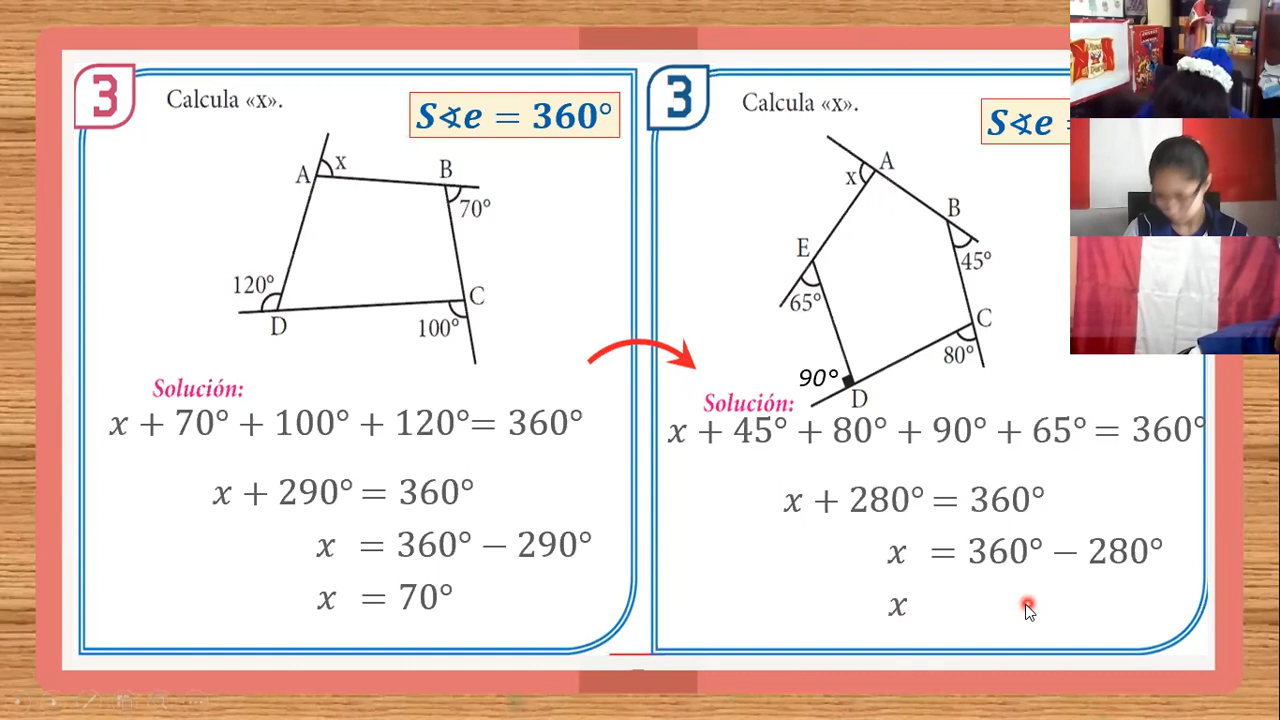 3
Calcula «x».
S∢e = 360°
A
x
B
70°
120°
D
C
100°
Solución:
x + 70° + 100° + 120° = 360°
x + 290° = 360°
x = 360° − 290°
x = 70°
3
Calcula «x».
S∢e =
A
x
B
45°
E
65°
C
80°
90°
D
Solución:
x + 45° + 80° + 90° + 65° = 360°
x + 280° = 360°
x = 360° − 280°
x